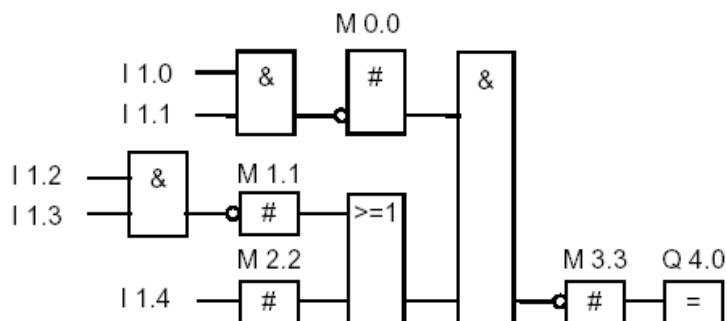 M 0.0
I 1.0 & # &
I 1.1
I 1.2 & M 1.1
I 1.3 # >=1
M 2.2 M 3.3 Q 4.0
I 1.4 # # =